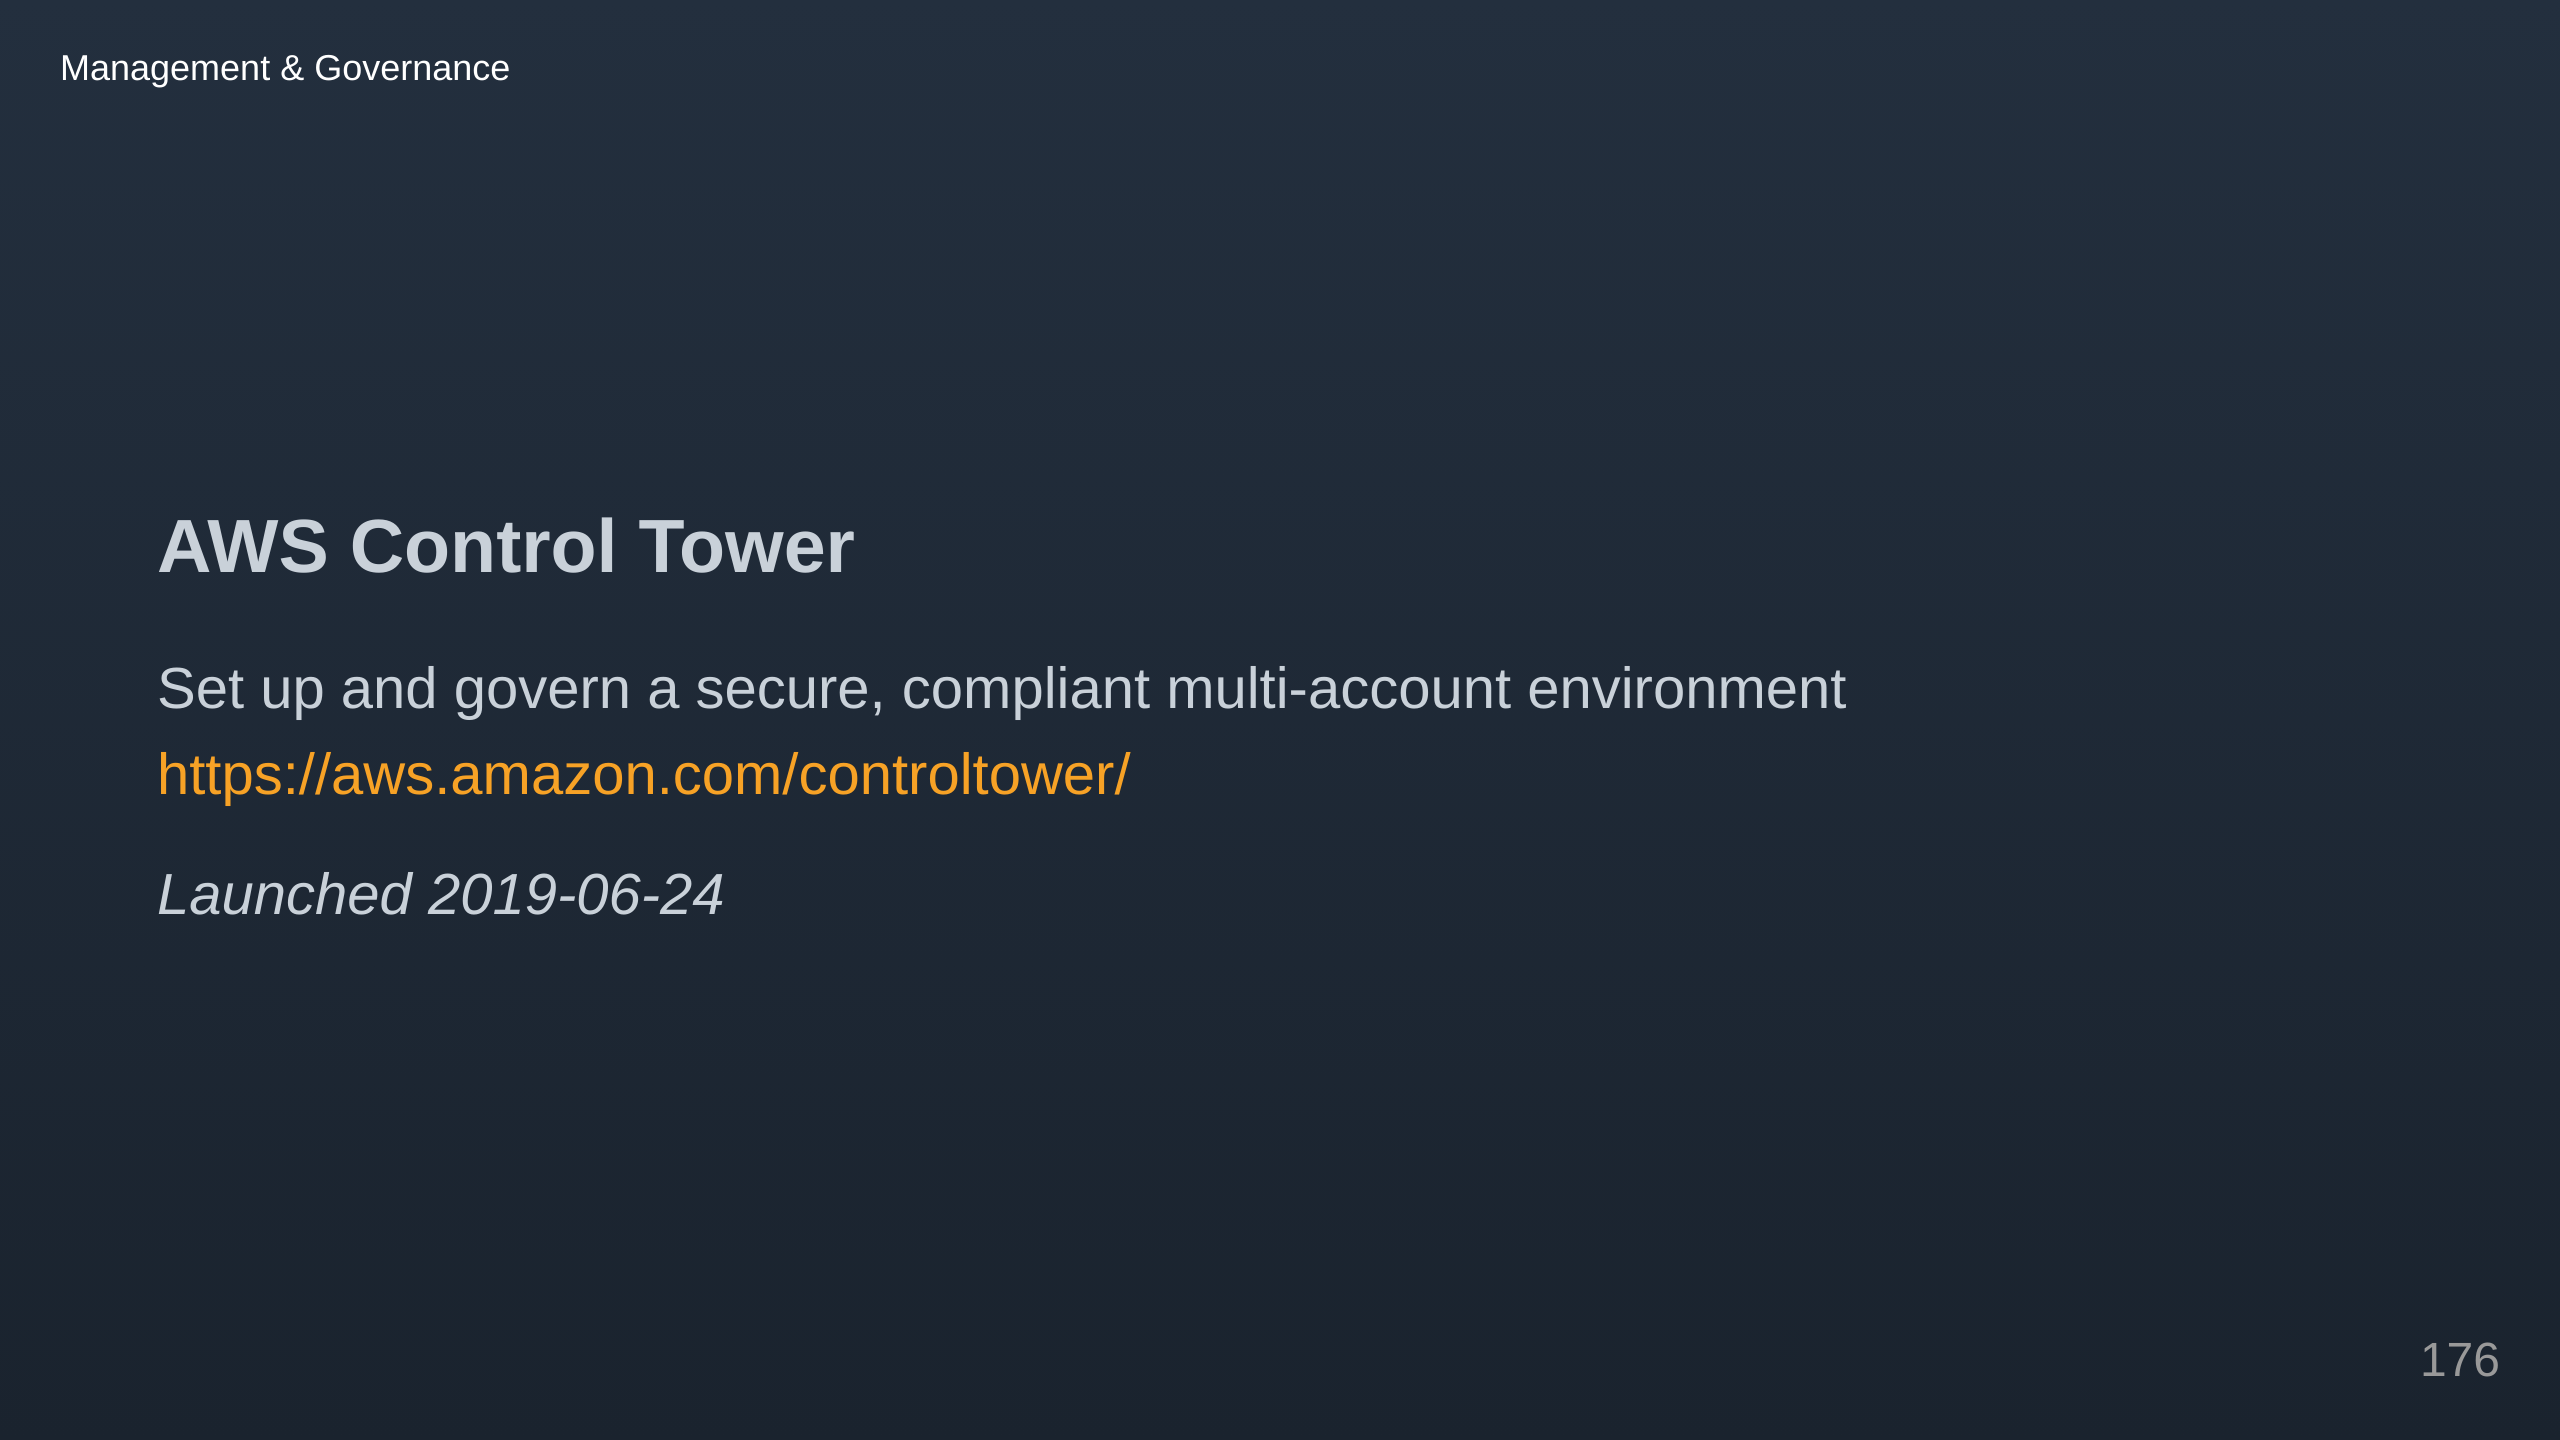 Management & Governance
AWS Control Tower
Set up and govern a secure, compliant multi-account environment
https://aws.amazon.com/controltower/
Launched 2019-06-24
176